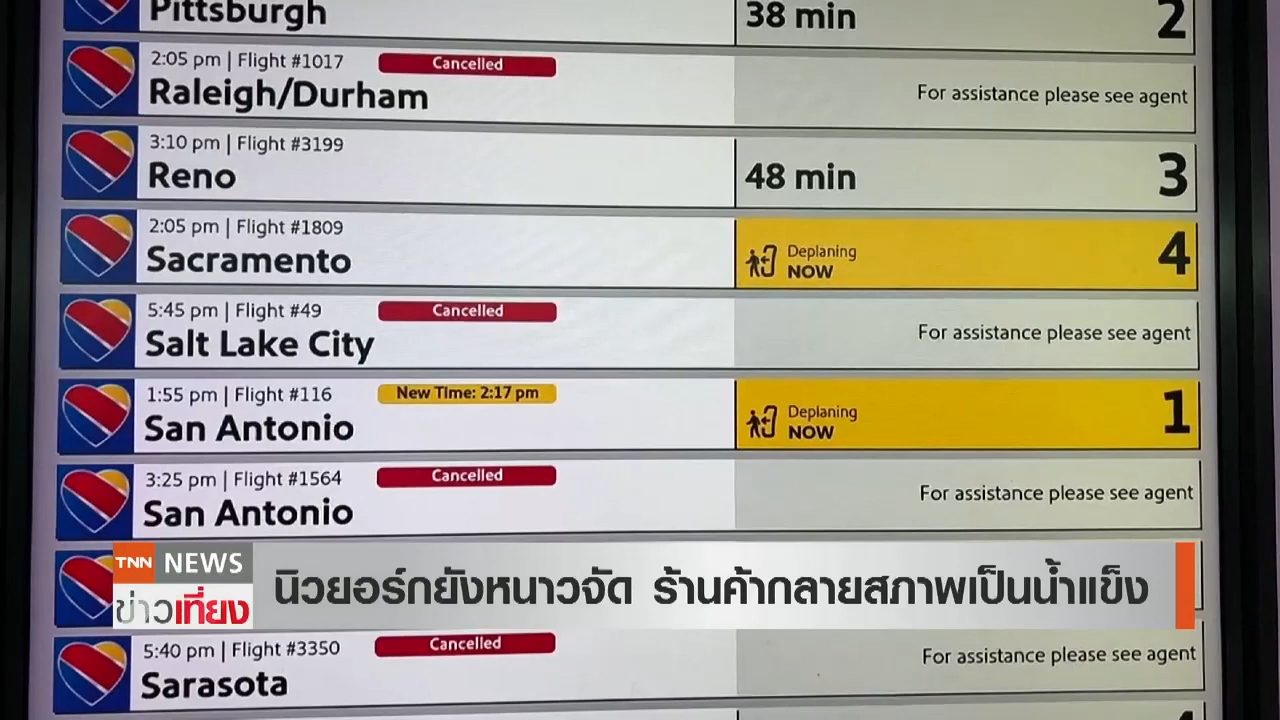 Pittsburgh
38 min
2
2:05 pm | Flight #1017
Cancelled
Raleigh/Durham
For assistance please see agent
3:10 pm | Flight #3199
Reno
48 min
3
2:05 pm | Flight #1809
Sacramento
Deplaning
NOW
4
5:45 pm | Flight #49
Cancelled
Salt Lake City
For assistance please see agent
1:55 pm | Flight #116
New Time: 2:17 pm
San Antonio
Deplaning
NOW
1
3:25 pm | Flight #1564
Cancelled
San Antonio
For assistance please see agent
TNN NEWS
ข่าวเที่ยง
นิวยอร์กยังหนาวจัด ร้านค้ากลายสภาพเป็นน้ำแข็ง
5:40 pm | Flight #3350
Cancelled
Sarasota
For assistance please see agent